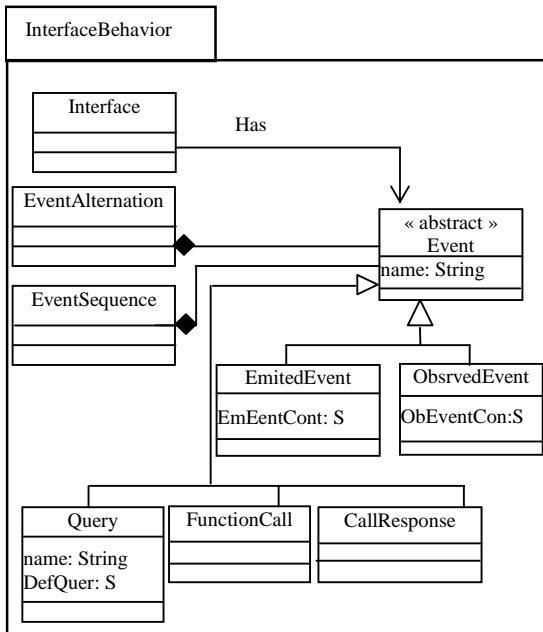 InterfaceBehavior
Interface
Has
EventAlternation
« abstract »
Event
name: String
EventSequence
EmitedEvent
EmEentCont: S
ObsrvedEvent
ObEventCon:S
Query
name: String
DefQuer: S
FunctionCall
CallResponse